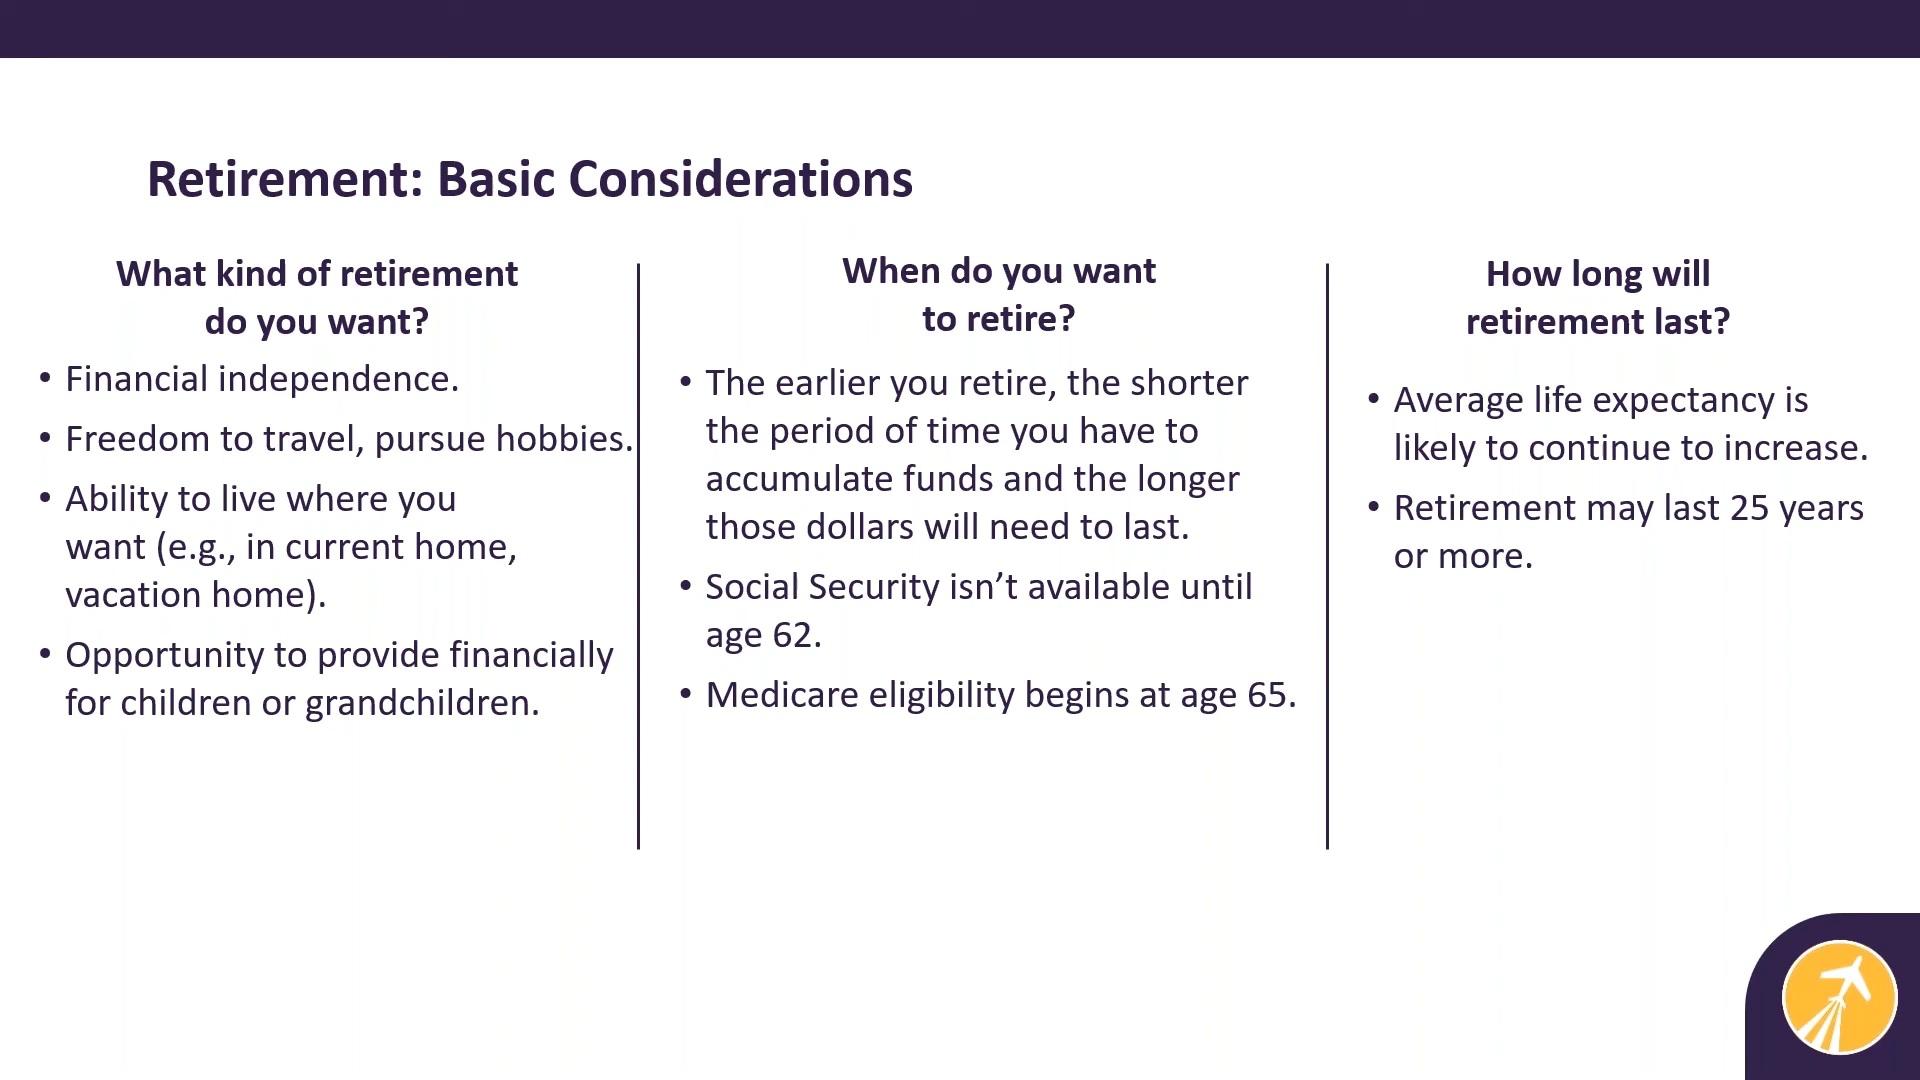 Retirement: Basic Considerations
What kind of retirement
do you want?
• Financial independence.
• Freedom to travel, pursue hobbies.
• Ability to live where you
want (e.g., in current home,
vacation home).
• Opportunity to provide financially
for children or grandchildren.
When do you want
to retire?
• The earlier you retire, the shorter
the period of time you have to
accumulate funds and the longer
those dollars will need to last.
• Social Security isn’t available until
age 62.
• Medicare eligibility begins at age 65.
How long will
retirement last?
• Average life expectancy is
likely to continue to increase.
• Retirement may last 25 years
or more.